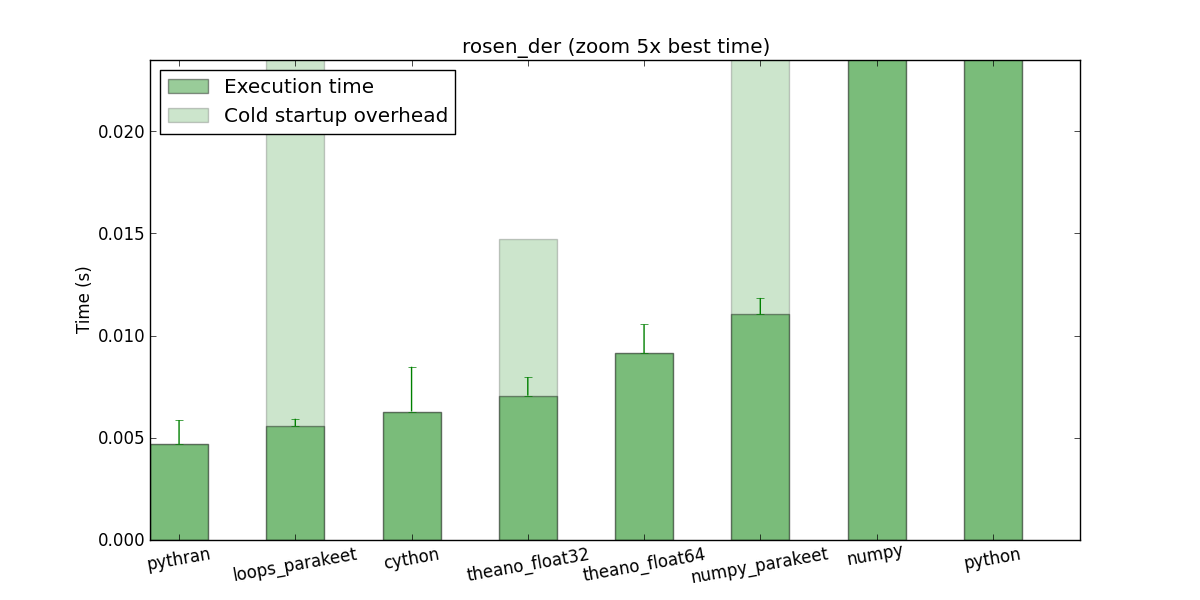 rosen_der (zoom 5x best time)
Execution time
Cold startup overhead
Time (s)
0.020
0.015
0.010
0.005
0.000
pythran
loops_parakeet
cython
theano_float32
theano_float64
numpy_parakeet
numpy
python